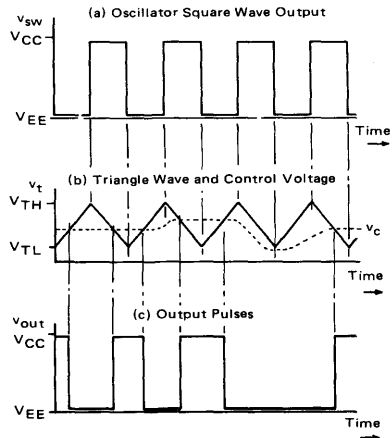 (a) Oscillator Square Wave Output
vsw
VCC
VEE
Time
(b) Triangle Wave and Control Voltage
vt
VTH
VTL
vc
Time
(c) Output Pulses
vout
VCC
VEE
Time